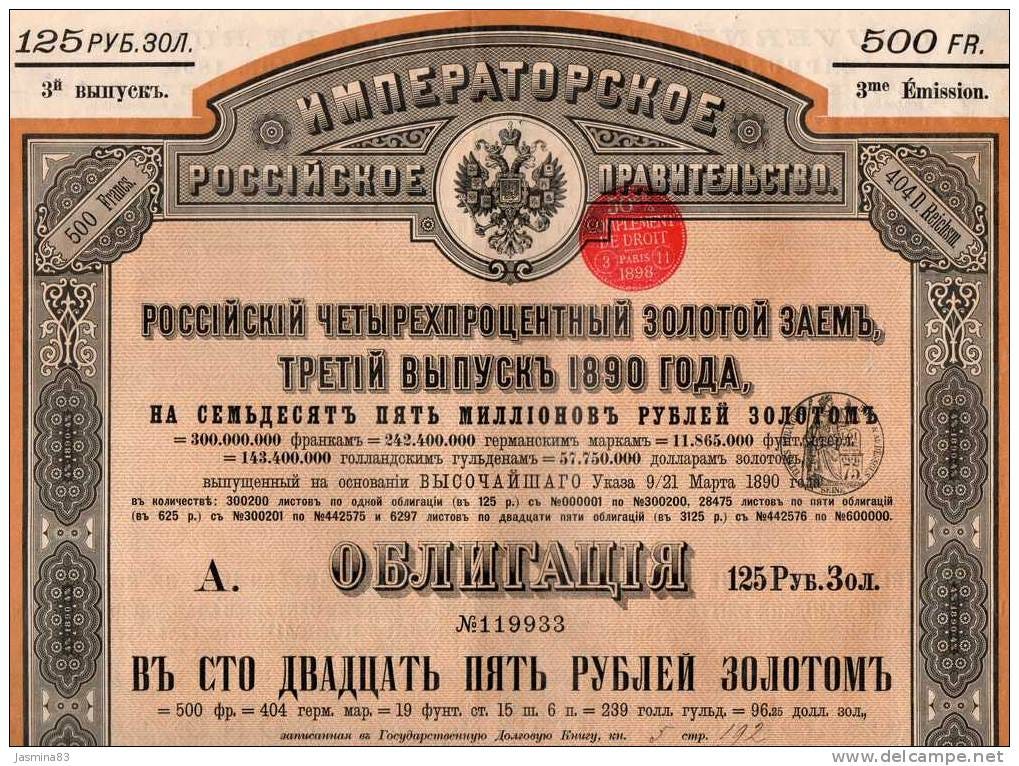 125 РУБ. ЗОЛ.
500 FR.
3й выпускъ.
3me Émission.
ИМПЕРАТОРСКОЕ
РОССІЙСКОЕ ПРАВИТЕЛЬСТВО.
500 Francs.
404 D. Reichsm.
50c %
COMPLEMENT
DE DROIT
3 PARIS 11
1898
РОССІЙСКІЙ ЧЕТЫРЕХПРОЦЕНТНЫЙ ЗОЛОТОЙ ЗАЕМЪ,
ТРЕТІЙ ВЫПУСКЪ 1890 ГОДА,
НА СЕМЬДЕСЯТЪ ПЯТЬ МИЛЛІОНОВЪ РУБЛЕЙ ЗОЛОТОМЪ
= 300.000.000 франкамъ = 242.400.000 германскимъ маркамъ = 11.865.000 фунт. стерл.
= 143.400.000 голландскимъ гульденамъ = 57.750.000 долларамъ золотомъ,
выпущенный на основаніи ВЫСОЧАЙШАГО Указа 9/21 Марта 1890 года
въ количествѣ: 300200 листовъ по одной облигаціи (въ 125 р.) съ №000001 по №300200, 28475 листовъ по пяти облигацій
(въ 625 р.) съ №300201 по №442575 и 6297 листовъ по двадцати пяти облигацій (въ 3125 р.) съ №442576 по №600000.
А. ОБЛИГАЦІЯ 125 РУБ. ЗОЛ.
№119933
ВЪ СТО ДВАДЦАТЬ ПЯТЬ РУБЛЕЙ ЗОЛОТОМЪ
= 500 фр. = 404 герм. мар. = 19 фунт. ст. 15 ш. 6 п. = 239 голл. гульд. = 96.25 долл. зол.,
записанная въ Государственную Долговую Книгу, кн. 5 стр. 192
jasmina83
www.delcampe.net